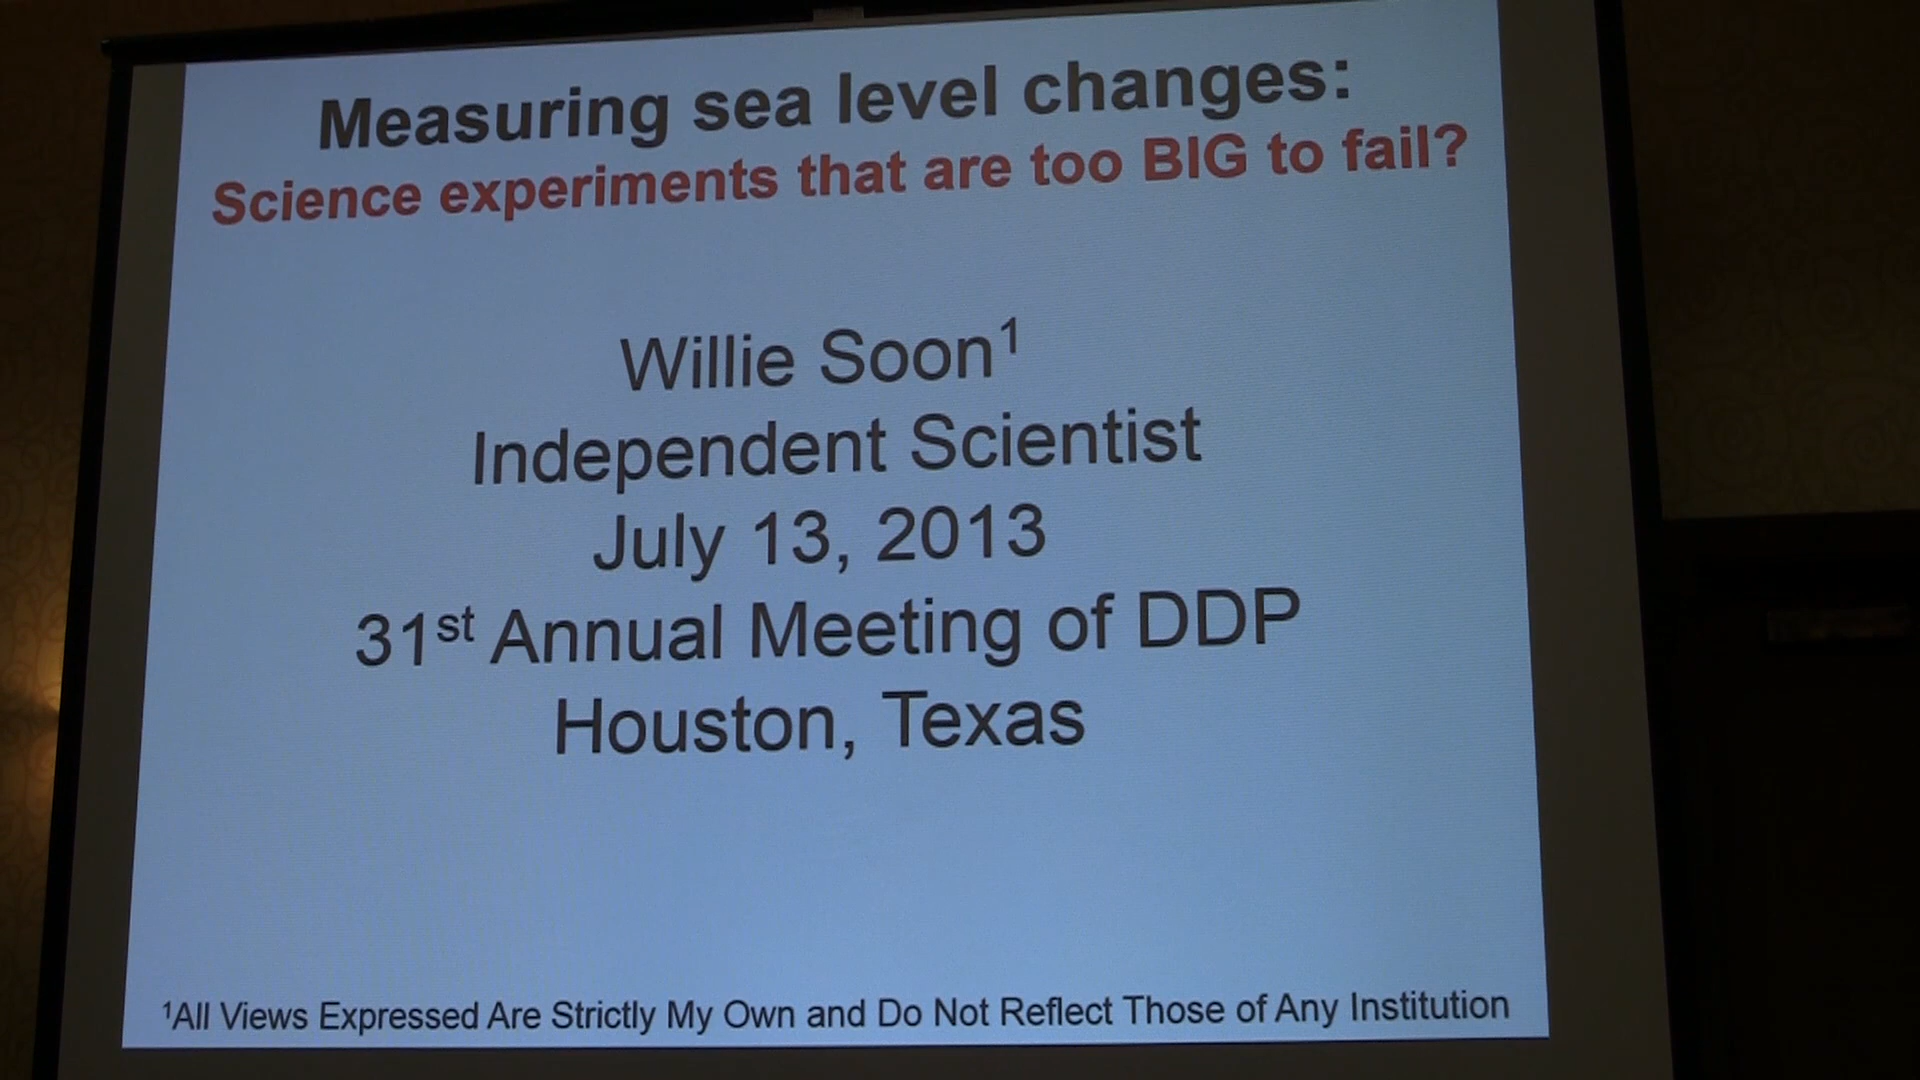 Measuring sea level changes:
Science experiments that are too BIG to fail?
Willie Soon¹
Independent Scientist
July 13, 2013
31st Annual Meeting of DDP
Houston, Texas
¹All Views Expressed Are Strictly My Own and Do Not Reflect Those of Any Institution